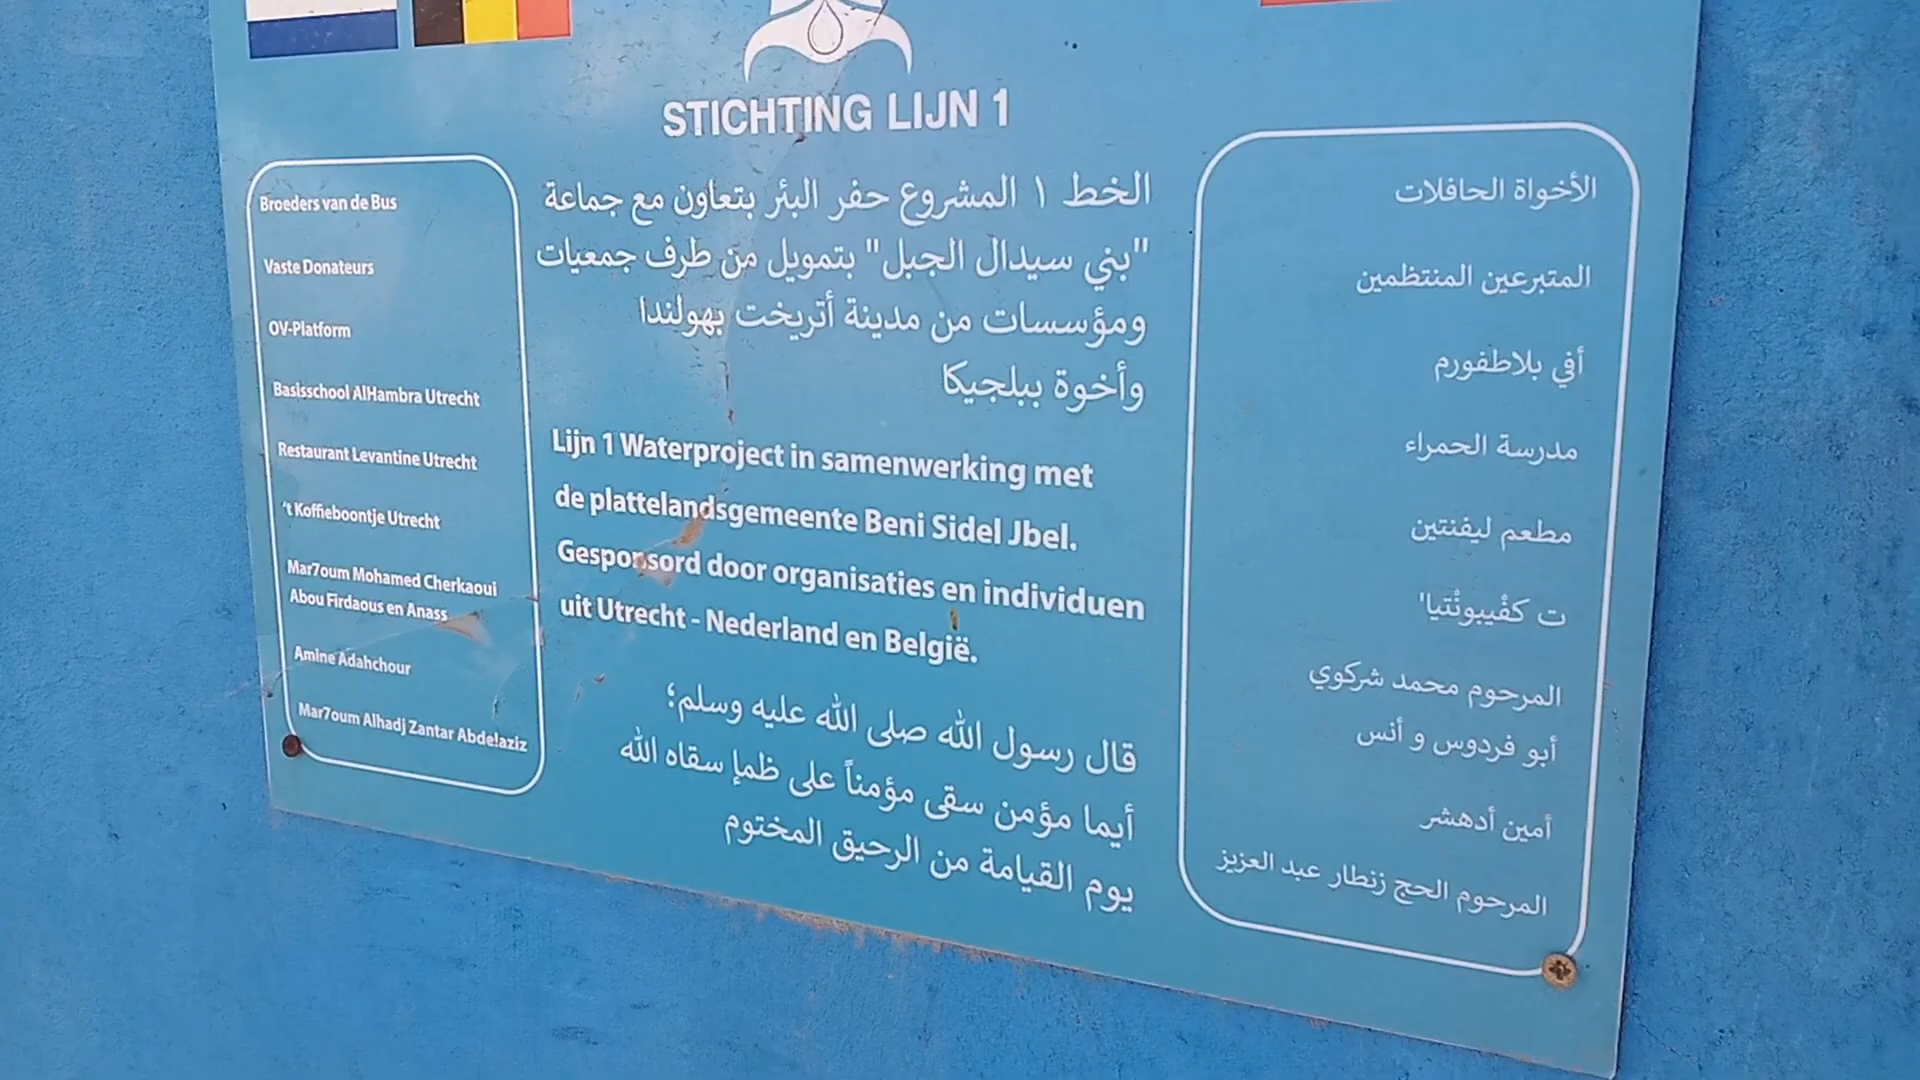 STICHTING LIJN 1
Broeders van de Bus
Vaste Donateurs
OV-Platform
Basisschool AlHambra Utrecht
Restaurant Levantine Utrecht
't Koffieboontje Utrecht
Mar7oum Mohamed Cherkaoui
Abou Firdaous en Anass
Amine Adahchour
Mar7oum Alhadj Zantar Abdelaziz
الخط ١ المشروع حفر البئر بتعاون مع جماعة
"بني سيدال الجبل" بتمويل من طرف جمعيات
ومؤسسات من مدينة أتريخت بهولندا
وأخوة ببلجيكا
Lijn 1 Waterproject in samenwerking met
de plattelandsgemeente Beni Sidel Jbel.
Gesponsord door organisaties en individuen
uit Utrecht - Nederland en België.
قال رسول الله صلى الله عليه وسلم؛
أيما مؤمن سقى مؤمناً على ظمإ سقاه الله
يوم القيامة من الرحيق المختوم
الأخواة الحافلات
المتبرعين المنتظمين
أفي بلاطفورم
مدرسة الحمراء
مطعم ليفنتين
ت كفْيبونْتيا'
المرحوم محمد شركوي
أبو فردوس و أنس
أمين أدهشر
المرحوم الحج زنطار عبد العزيز